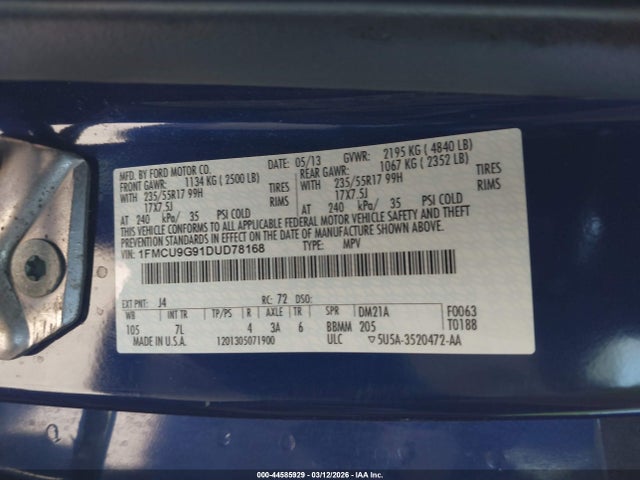 MFD. BY FORD MOTOR CO. 05/13 GVWR: 2195 KG ( 4840 LB)
FRONT GAWR: 1134 KG ( 2500 LB) REAR GAWR: 1067 KG ( 2352 LB)
WITH 235/55R17 99H TIRES WITH 235/55R17 99H TIRES
17X7.5J RIMS 17X7.5J RIMS
AT 240 kPa/ 35 PSI COLD AT 240 kPa/ 35 PSI COLD
THIS VEHICLE CONFORMS TO ALL APPLICABLE FEDERAL MOTOR VEHICLE SAFETY AND THEFT
PREVENTION STANDARDS IN EFFECT ON THE DATE OF MANUFACTURE SHOWN ABOVE.
VIN: 1FMCU9G91DUD78168 TYPE: MPV
EXT PNT: J4 RC: 72 DSO:
WB INT TR TP/PS R AXLE TR SPR DM21A F0063
105 7L 4 3A 6 BBMM 205 T0188
MADE IN U.S.A. 1201305071900 ULC 5U5A-3520472-AA
000-44585929 - 03/12/2026 - IAA Inc.